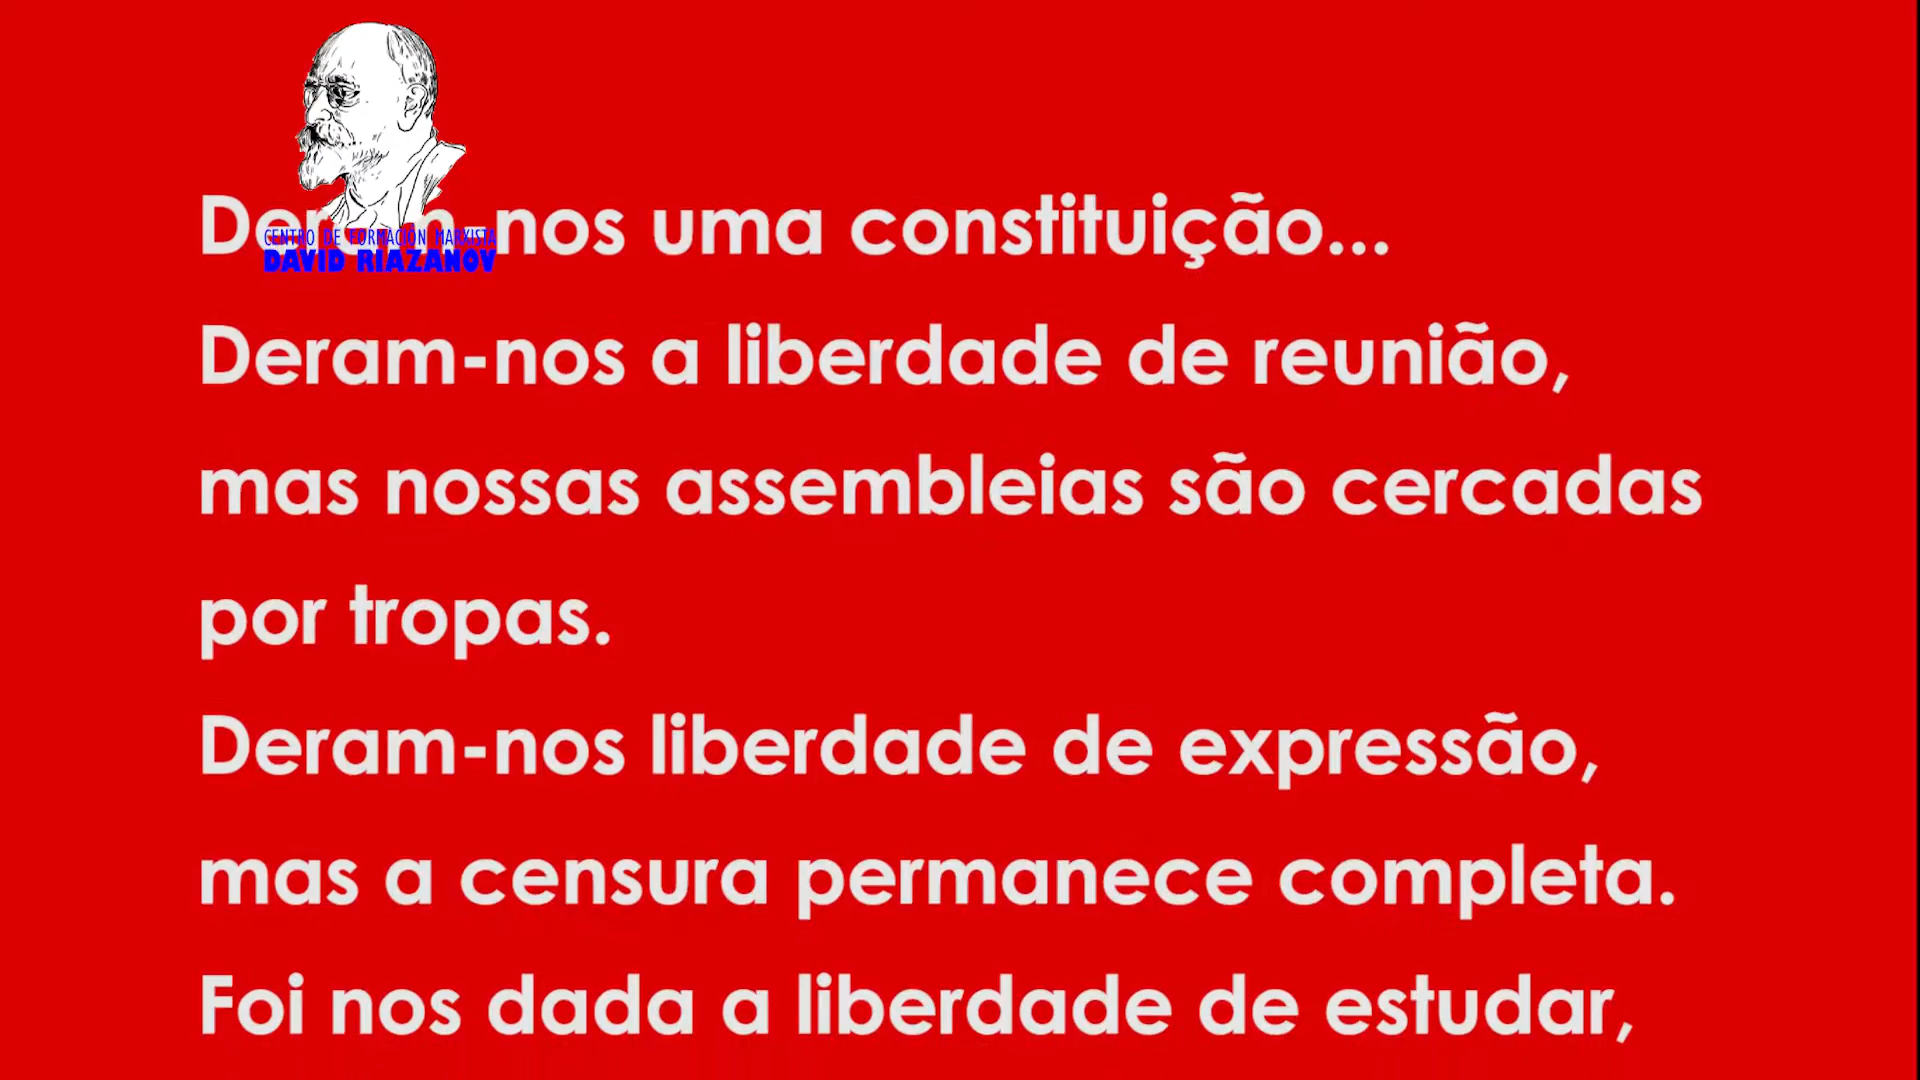 Deram-nos uma constituição...
CENTRO DE FORMACIÓN MARXISTA
DAVID RIAZANOV
Deram-nos a liberdade de reunião,
mas nossas assembleias são cercadas
por tropas.
Deram-nos liberdade de expressão,
mas a censura permanece completa.
Foi nos dada a liberdade de estudar,